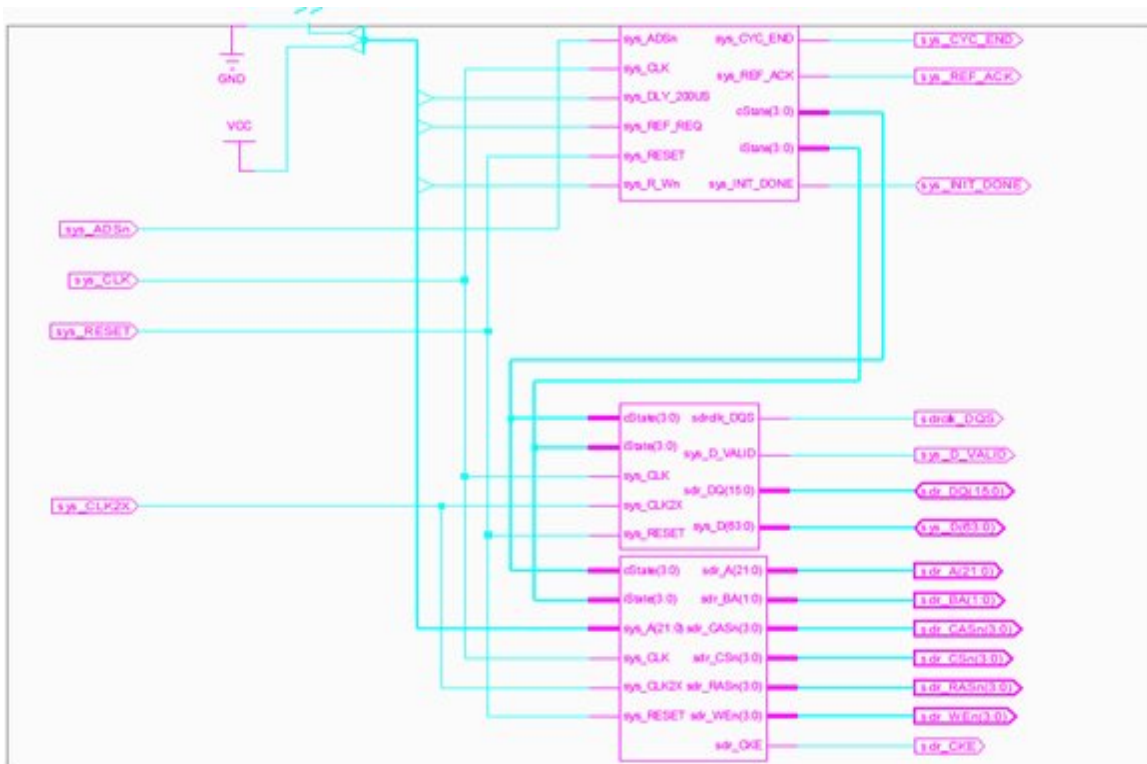 GND
VCC
sys_ADSn
sys_CLK
sys_RESET
sys_CLK2X
sys_ADSn sys_CYC_END
sys_CLK sys_REF_ACK
sys_DLY_200US cState(3:0)
sys_REF_REQ iState(3:0)
sys_RESET
sys_R_Wn sys_INT_DONE
sys_CYC_END
sys_REF_ACK
sys_INIT_DONE
cState(3:0) sdrclk_DQS
iState(3:0) sys_D_VALID
sys_CLK sdr_DQ(15:0)
sys_CLK2X
sys_RESET sys_D(63:0)
sdrclk_DQS
sys_D_VALID
sdr_DQ(15:0)
sys_D(63:0)
cState(3:0) sdr_A(21:0)
iState(3:0) sdr_BA(1:0)
sys_A(21:0) sdr_CASn(3:0)
sys_CLK sdr_CSn(3:0)
sys_CLK2X sdr_RASn(3:0)
sys_RESET sdr_WEn(3:0)
sdr_CKE
sdr_A(21:0)
sdr_BA(1:0)
sdr_CASn(3:0)
sdr_CSn(3:0)
sdr_RASn(3:0)
sdr_WEn(3:0)
sdr_CKE